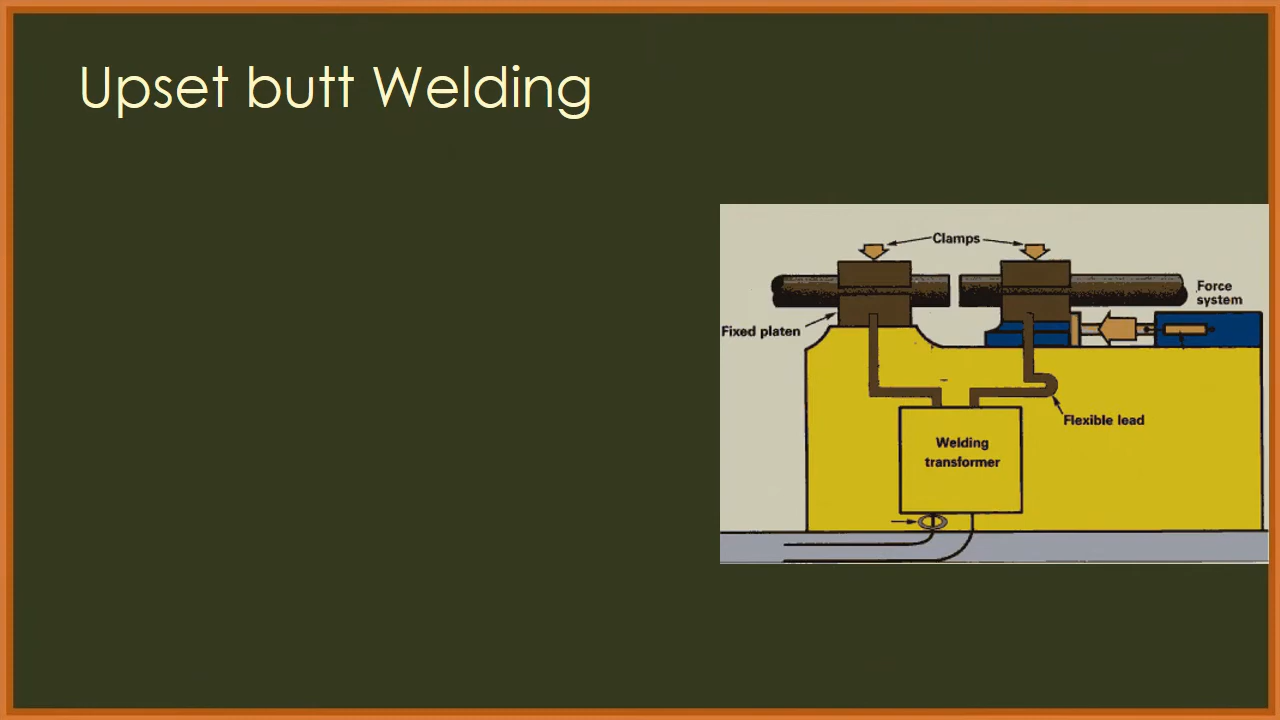 Upset butt Welding
Clamps
Force
system
Fixed platen
Flexible lead
Welding
transformer